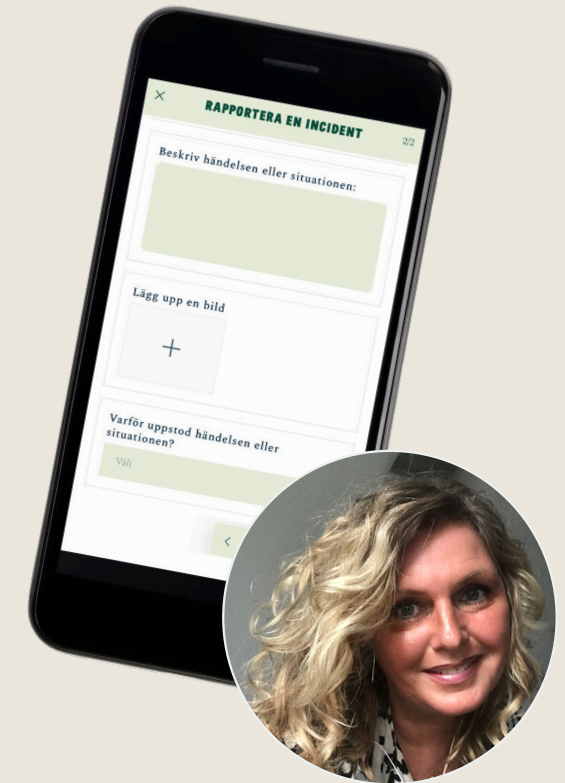 RAPPORTERA EN INCIDENT
2/2
Beskriv händelsen eller situationen:
Lägg upp en bild
Varför uppstod händelsen eller
situationen?
Välj